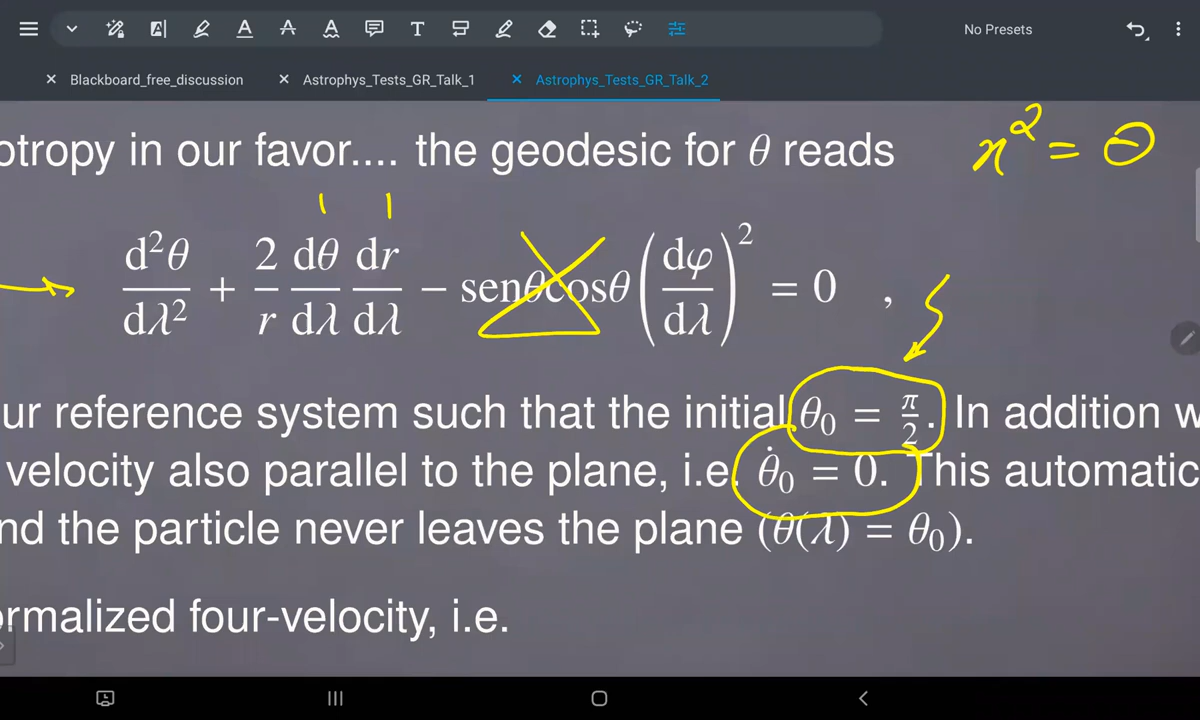 No Presets
Blackboard_free_discussion Astrophys_Tests_GR_Talk_1 Astrophys_Tests_GR_Talk_2
otropy in our favor.... the geodesic for θ reads x² = θ
d²θ/dλ² + 2/r dθ/dλ dr/dλ − senθcosθ (dφ/dλ)² = 0 ,
ur reference system such that the initial θ₀ = π/2. In addition w
velocity also parallel to the plane, i.e. θ̇₀ = 0. This automatic
nd the particle never leaves the plane (θ(λ) = θ₀).
ormalized four-velocity, i.e.